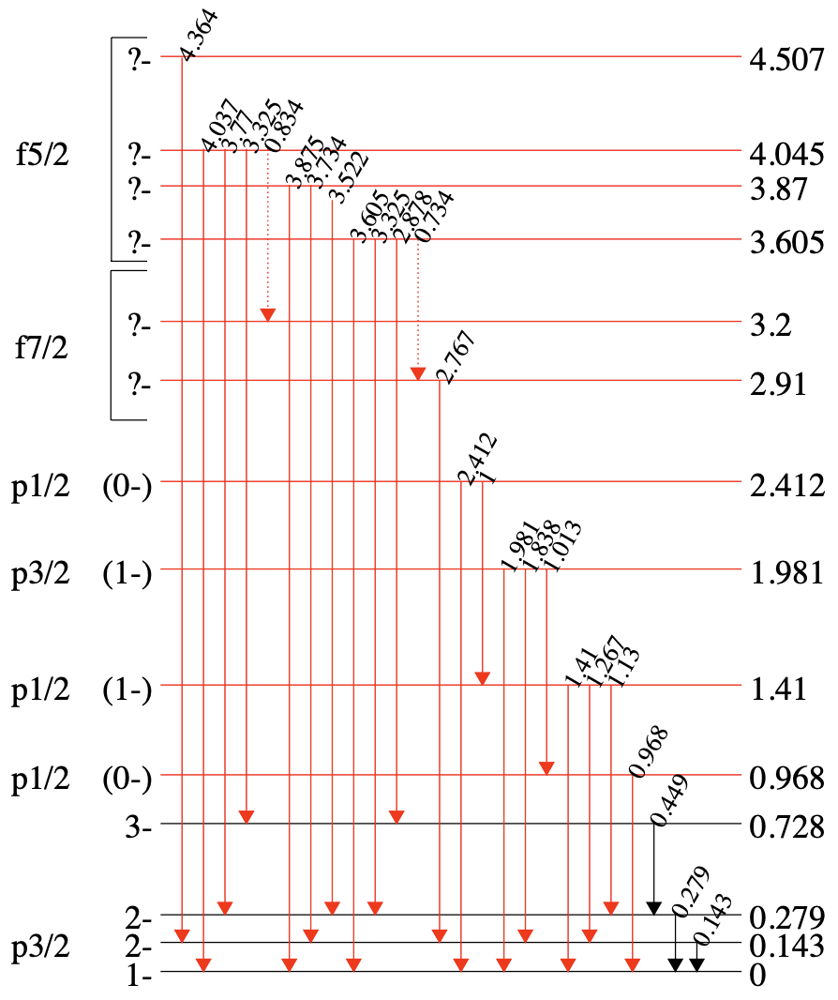 4.364
?- 4.507
4.037 3.77 3.325 0.834
f5/2 ?- 4.045
3.875 3.734 3.522
?- 3.87
3.605 3.325 2.878 0.734
?- 3.605
?- 3.2
f7/2
2.767
?- 2.91
2.412 1
p1/2 (0-) 2.412
1.981 1.838 1.013
p3/2 (1-) 1.981
1.41 1.267 1.13
p1/2 (1-) 1.41
0.968
p1/2 (0-) 0.968
0.449
3- 0.728
0.279
2- 0.279
0.143
p3/2 2- 0.143
1- 0